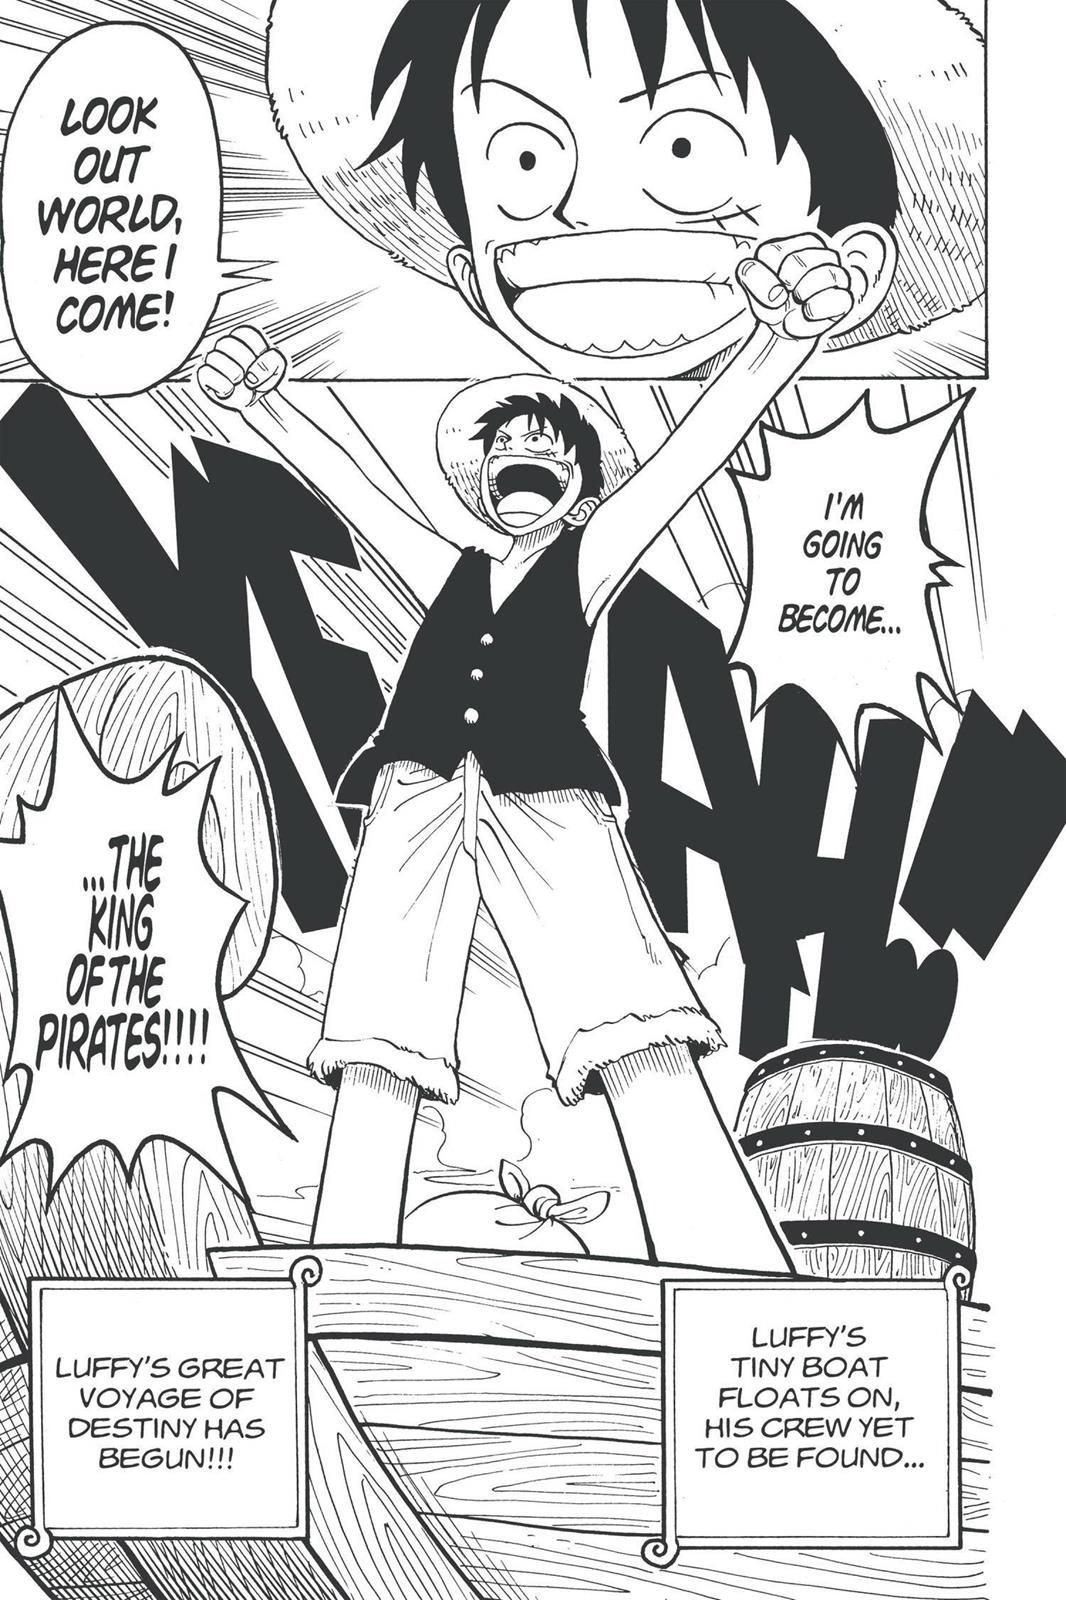 LOOK
OUT
WORLD,
HERE I
COME!
I'M
GOING
TO
BECOME...
YEAH!!
...THE
KING
OF THE
PIRATES!!!!
LUFFY'S
TINY BOAT
FLOATS ON,
HIS CREW YET
TO BE FOUND...
LUFFY'S GREAT
VOYAGE OF
DESTINY HAS
BEGUN!!!